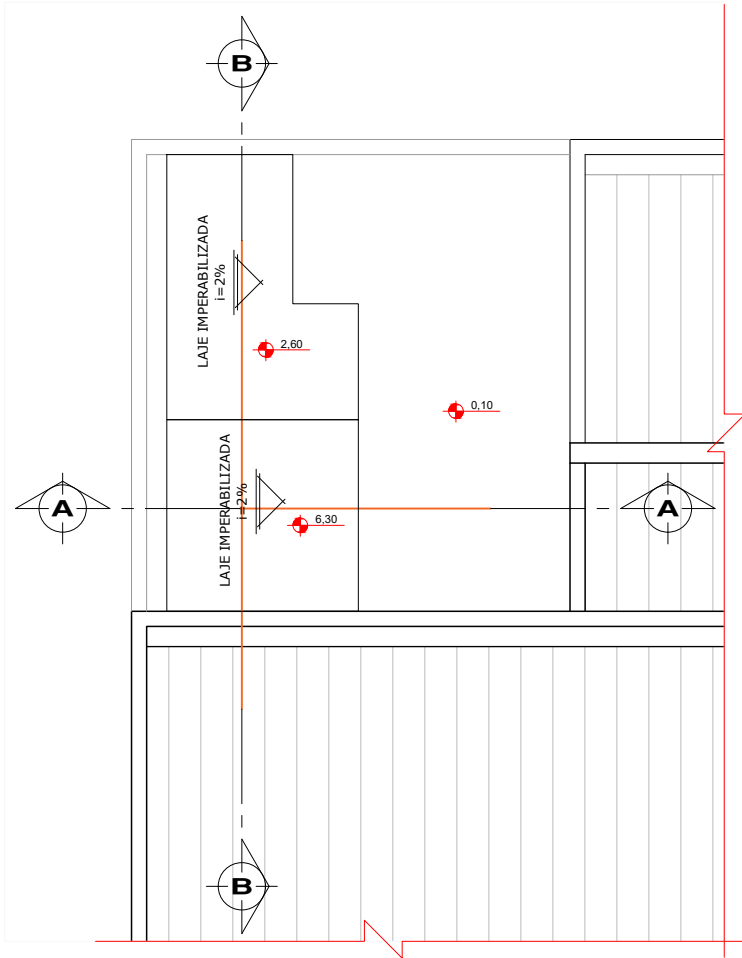 B
LAJE IMPERABILIZADA
i=2%
2,60
0,10
LAJE IMPERABILIZADA
i=2%
A
A
6,30
B